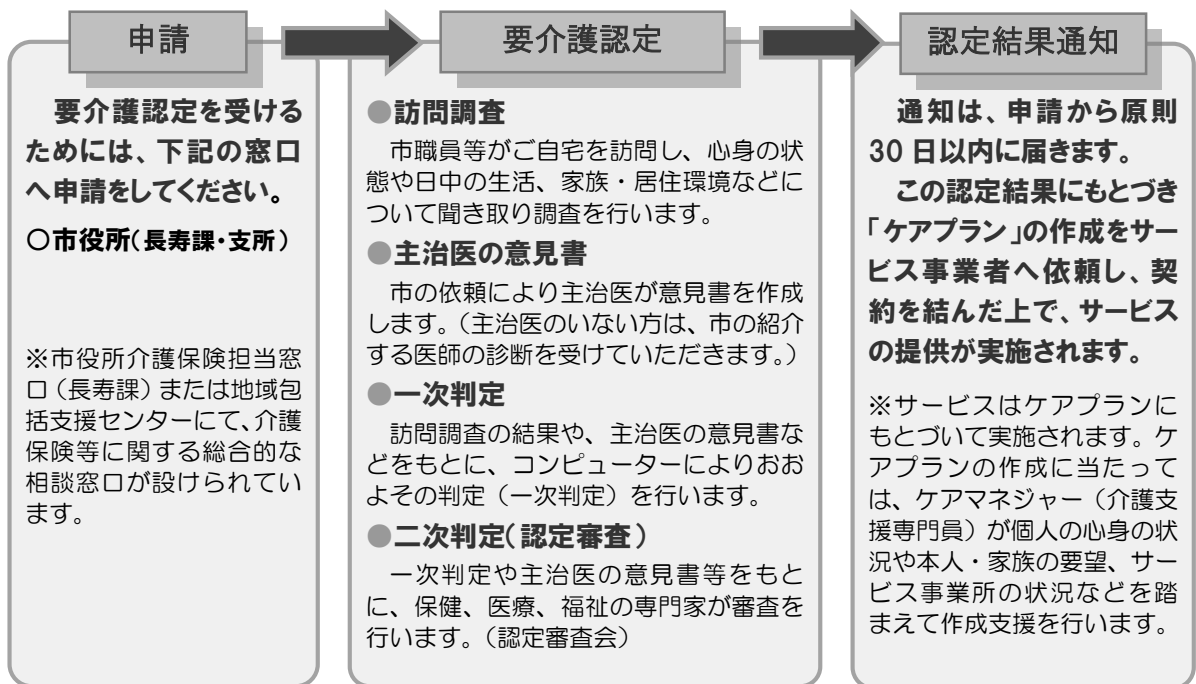 申請
要介護認定を受ける
ためには、下記の窓口
へ申請をしてください。
○市役所(長寿課・支所)
※市役所介護保険担当窓
口（長寿課）または地域包
括支援センターにて、介護
保険等に関する総合的な
相談窓口が設けられてい
ます。
要介護認定
●訪問調査
市職員等がご自宅を訪問し、心身の状
態や日中の生活、家族・居住環境などに
ついて聞き取り調査を行います。
●主治医の意見書
市の依頼により主治医が意見書を作成
します。（主治医のいない方は、市の紹介
する医師の診断を受けていただきます。）
●一次判定
訪問調査の結果や、主治医の意見書な
どをもとに、コンピューターによりおお
よその判定（一次判定）を行います。
●二次判定(認定審査)
一次判定や主治医の意見書等をもと
に、保健、医療、福祉の専門家が審査を
行います。（認定審査会）
認定結果通知
通知は、申請から原則
30 日以内に届きます。
この認定結果にもとづき
「ケアプラン」の作成をサー
ビス事業者へ依頼し、契
約を結んだ上で、サービス
の提供が実施されます。
※サービスはケアプランに
もとづいて実施されます。ケ
アプランの作成に当たって
は、ケアマネジャー（介護支
援専門員）が個人の心身の状
況や本人・家族の要望、サー
ビス事業所の状況などを踏
まえて作成支援を行います。